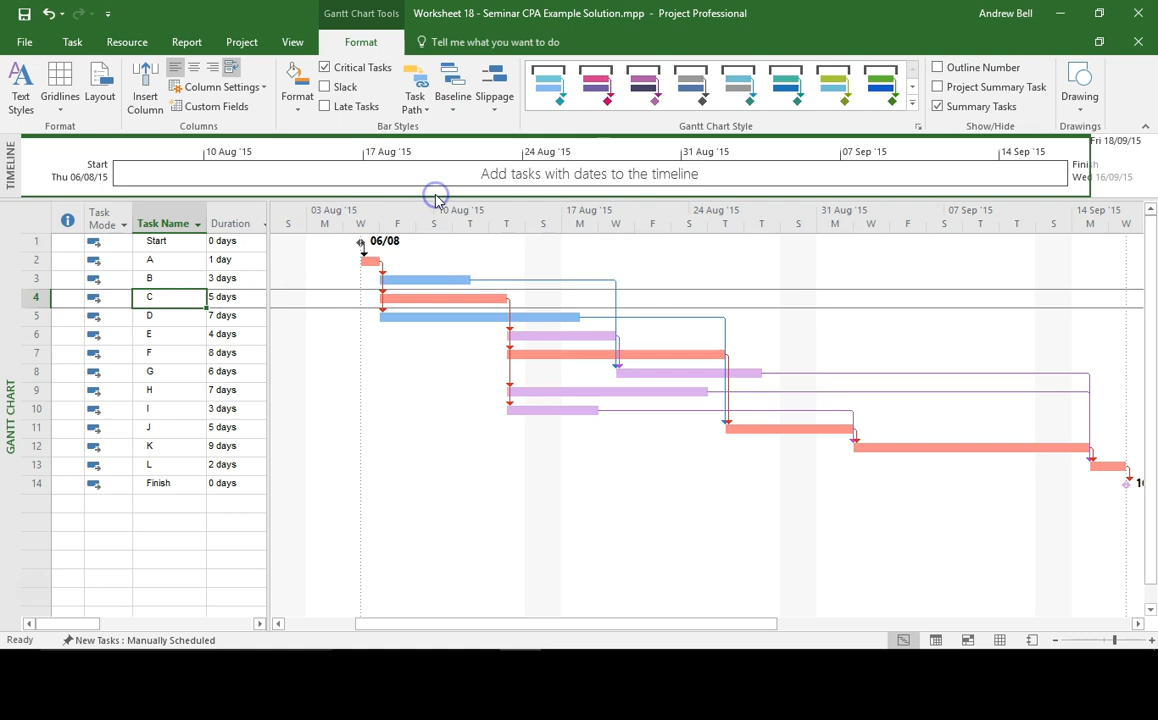 Gantt Chart Tools Worksheet 18 - Seminar CPA Example Solution.mpp - Project Professional Andrew Bell
File Task Resource Report Project View Format Tell me what you want to do
Text Styles Gridlines Layout Insert Column Column Settings Custom Fields Format Critical Tasks Slack Late Tasks Task Path Baseline Slippage Outline Number Project Summary Task Summary Tasks Drawing
Format Columns Bar Styles Gantt Chart Style Show/Hide Drawings
TIMELINE
Fri 18/09/15
10 Aug '15 17 Aug '15 24 Aug '15 31 Aug '15 07 Sep '15 14 Sep '15
Start Add tasks with dates to the timeline Finish
Thu 06/08/15 Wed 16/09/15
GANTT CHART
Task Mode Task Name Duration
03 Aug '15 10 Aug '15 17 Aug '15 24 Aug '15 31 Aug '15 07 Sep '15 14 Sep '15
S M W F S T T S M W F S T T S M W F S T T S M W
1 Start 0 days 06/08
2 A 1 day
3 B 3 days
4 C 5 days
5 D 7 days
6 E 4 days
7 F 8 days
8 G 6 days
9 H 7 days
10 I 3 days
11 J 5 days
12 K 9 days
13 L 2 days
14 Finish 0 days
Ready New Tasks : Manually Scheduled